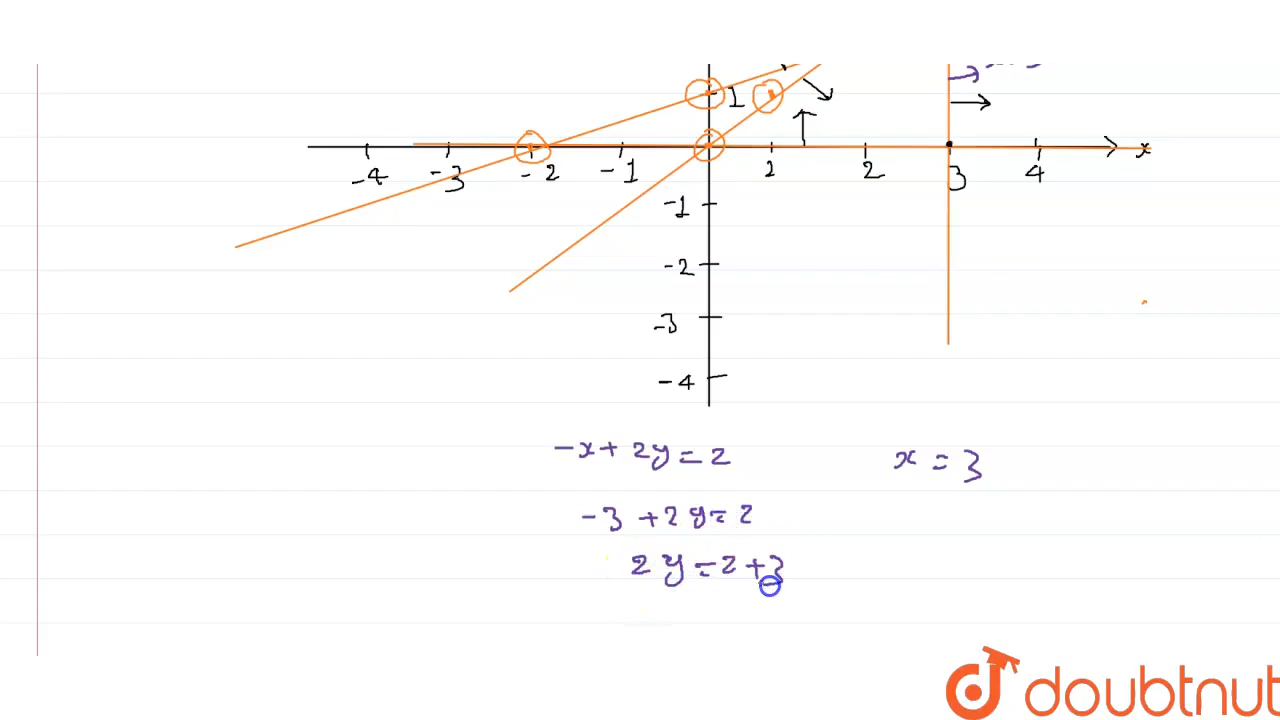 1
x
-4 -3 -2 -1 2 2 3 4
-1
-2
-3
-4
-x+2y=2
x=3
-3+2y=2
2y=2+3
doubtnut